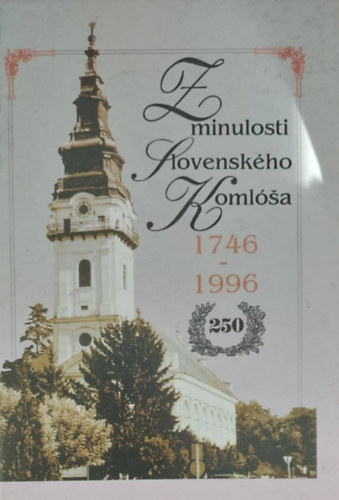 Z
minulosti
Slovenského
Komlóša
1746
-
1996
250